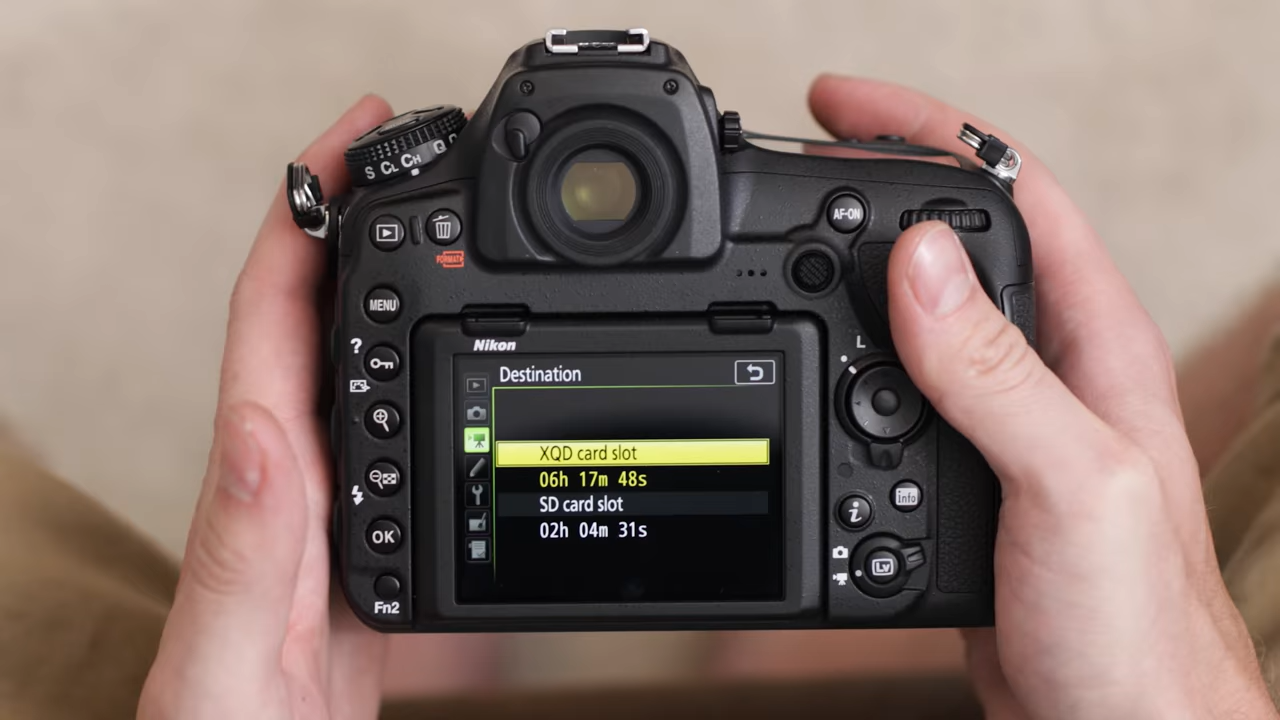 S CL CH Q
AF-ON
FORMAT
MENU
?
L
Nikon
Destination
XQD card slot
06h 17m 48s
SD card slot
02h 04m 31s
i
info
OK
Lv
Fn2